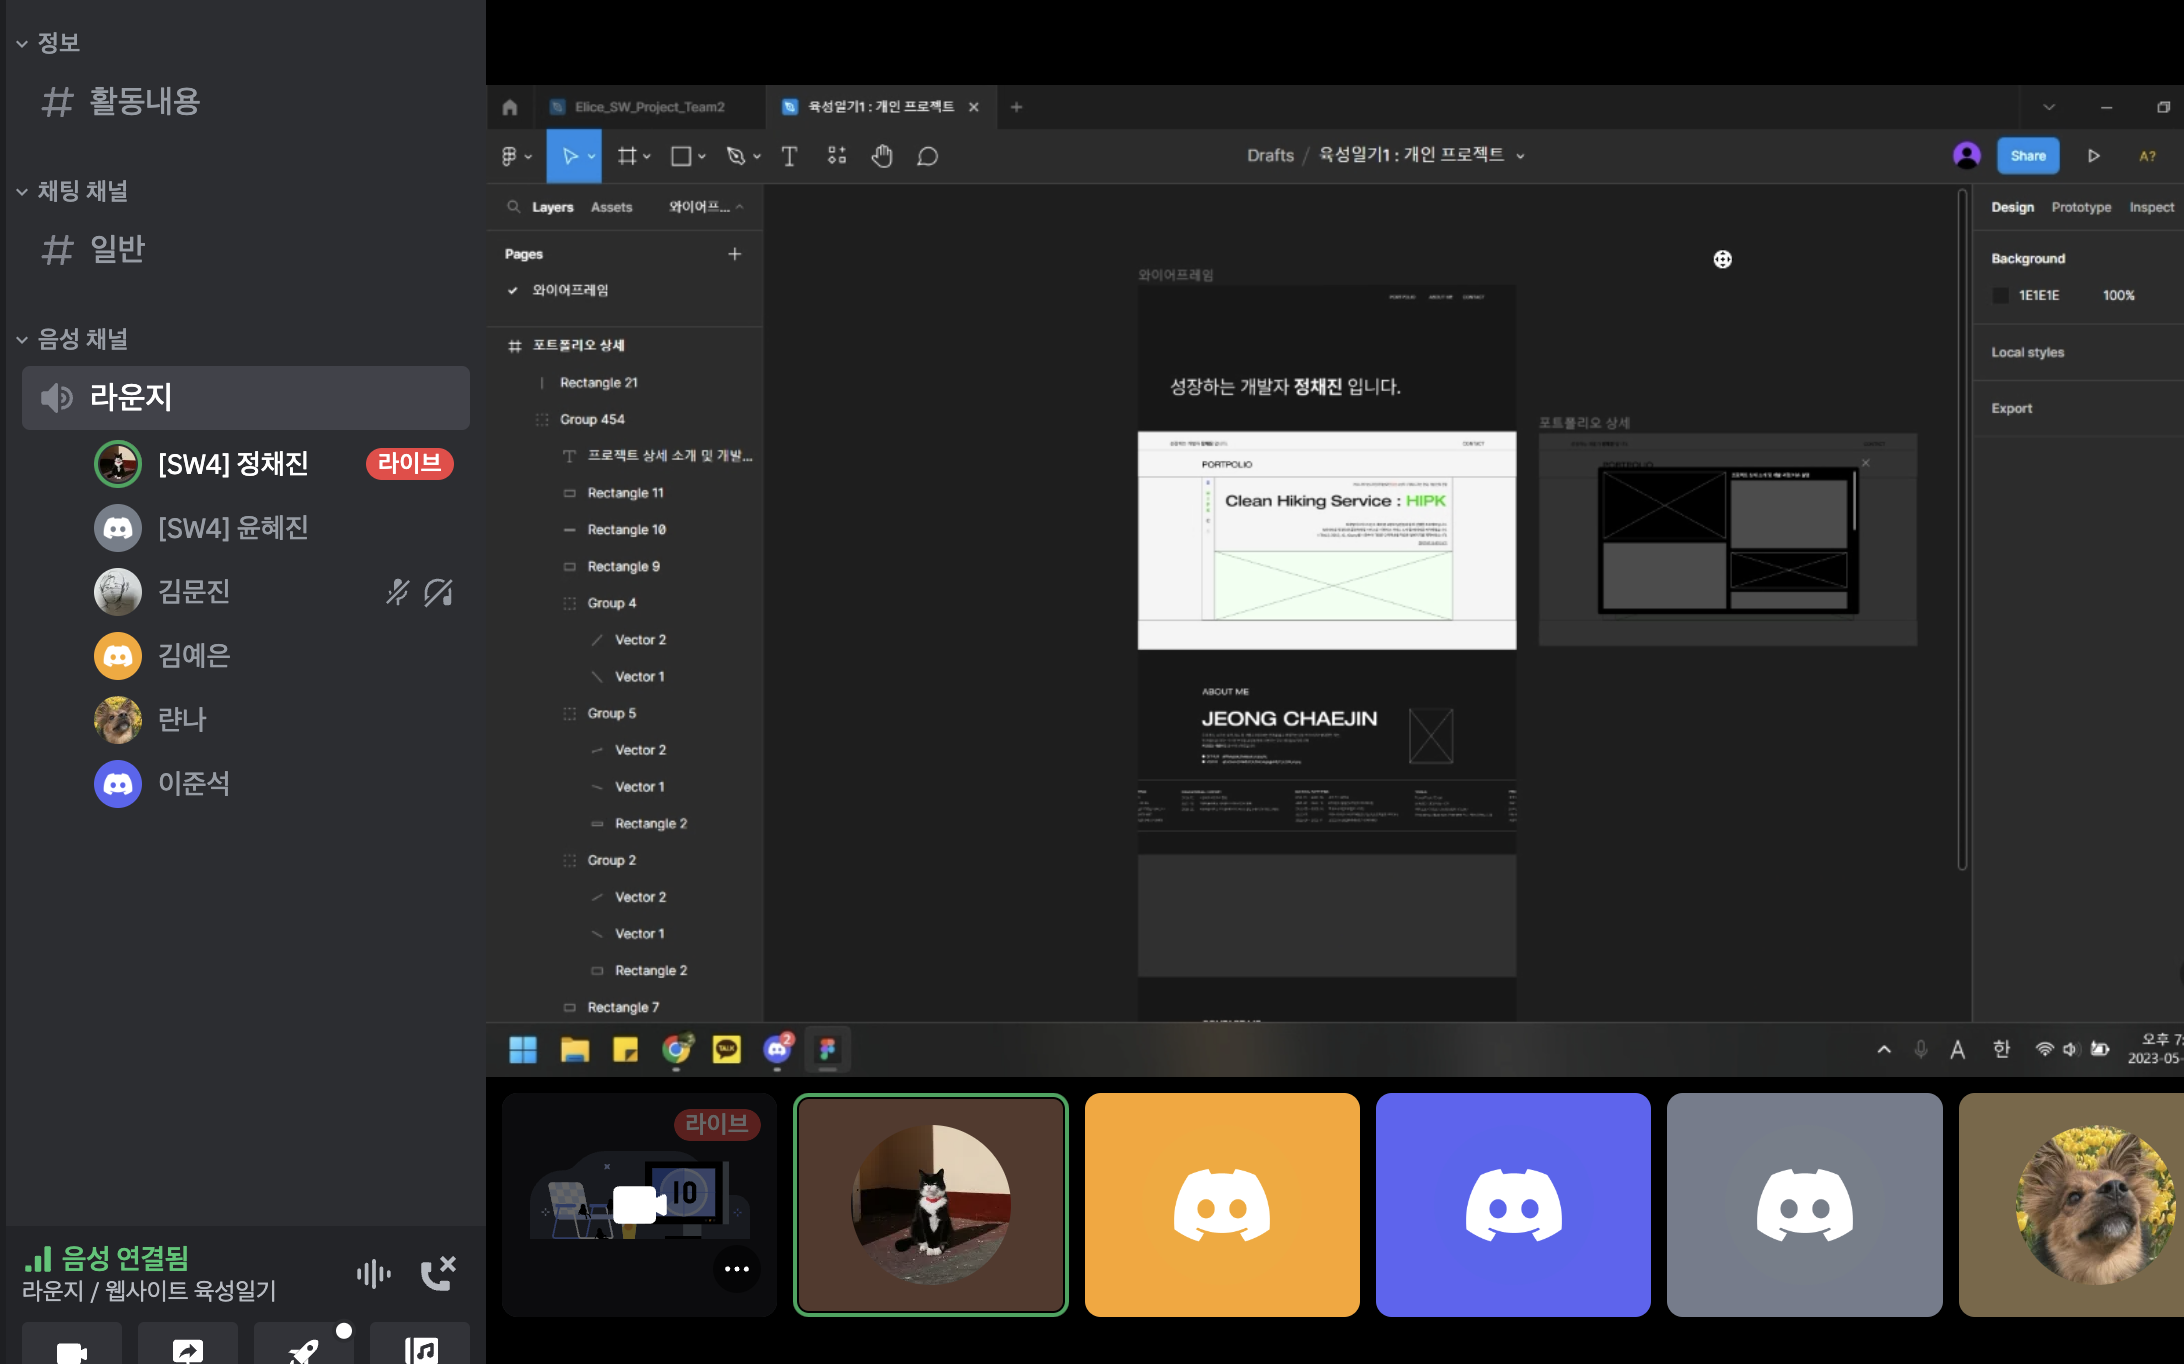 정보
활동내용
채팅 채널
일반
음성 채널
라운지
[SW4] 정채진
라이브
[SW4] 윤혜진
김문진
김예은
랸나
이준석
음성 연결됨
라운지 / 웹사이트 육성일기
Elice_SW_Project_Team2
육성일기1 : 개인 프로젝트
Drafts / 육성일기1 : 개인 프로젝트
Share
A?
Layers
Assets
와이어프...
Pages
와이어프레임
포트폴리오 상세
Rectangle 21
Group 454
프로젝트 상세 소개 및 개발...
Rectangle 11
Rectangle 10
Rectangle 9
Group 4
Vector 2
Vector 1
Group 5
Vector 2
Vector 1
Rectangle 2
Group 2
Vector 2
Vector 1
Rectangle 2
Rectangle 7
와이어프레임
PORTFOLIO ABOUT ME CONTACT
성장하는 개발자 정채진 입니다.
CONTACT
PORTPOLIO
Clean Hiking Service : HIPK
ABOUT ME
JEONG CHAEJIN
포트폴리오 상세
PORTPOLIO
Design
Prototype
Inspect
Background
1E1E1E
100%
Local styles
Export
TALK
2
A
한
오후 7:
2023-05-
라이브
10